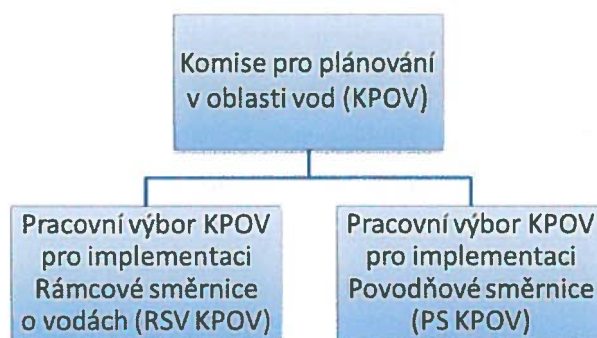 Komise pro plánování
v oblasti vod (KPOV)
Pracovní výbor KPOV
pro implementaci
Rámcové směrnice
o vodách (RSV KPOV)
Pracovní výbor KPOV
pro implementaci
Povodňové směrnice
(PS KPOV)